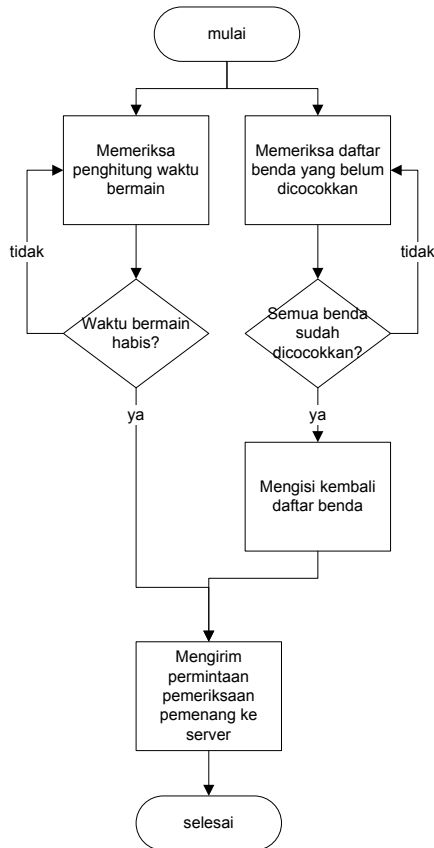 mulai
Memeriksa
penghitung waktu
bermain
Memeriksa daftar
benda yang belum
dicocokkan
tidak
tidak
Waktu bermain
habis?
Semua benda
sudah
dicocokkan?
ya
ya
Mengisi kembali
daftar benda
Mengirim
permintaan
pemeriksaan
pemenang ke
server
selesai